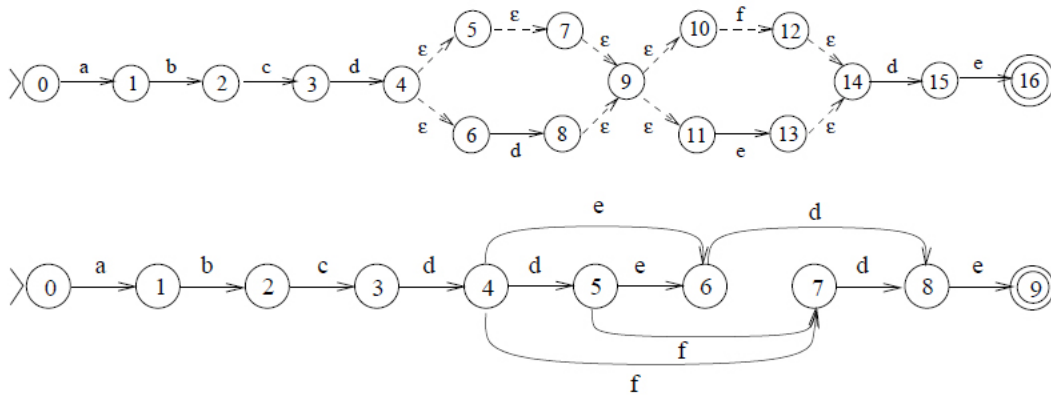 ε 5 ε 7 ε ε 10 f 12 ε
0 a 1 b 2 c 3 d 4 9 14 d 15 e 16
ε 6 d 8 ε ε 11 e 13 ε
e d
0 a 1 b 2 c 3 d 4 d 5 e 6 7 d 8 e 9
f
f